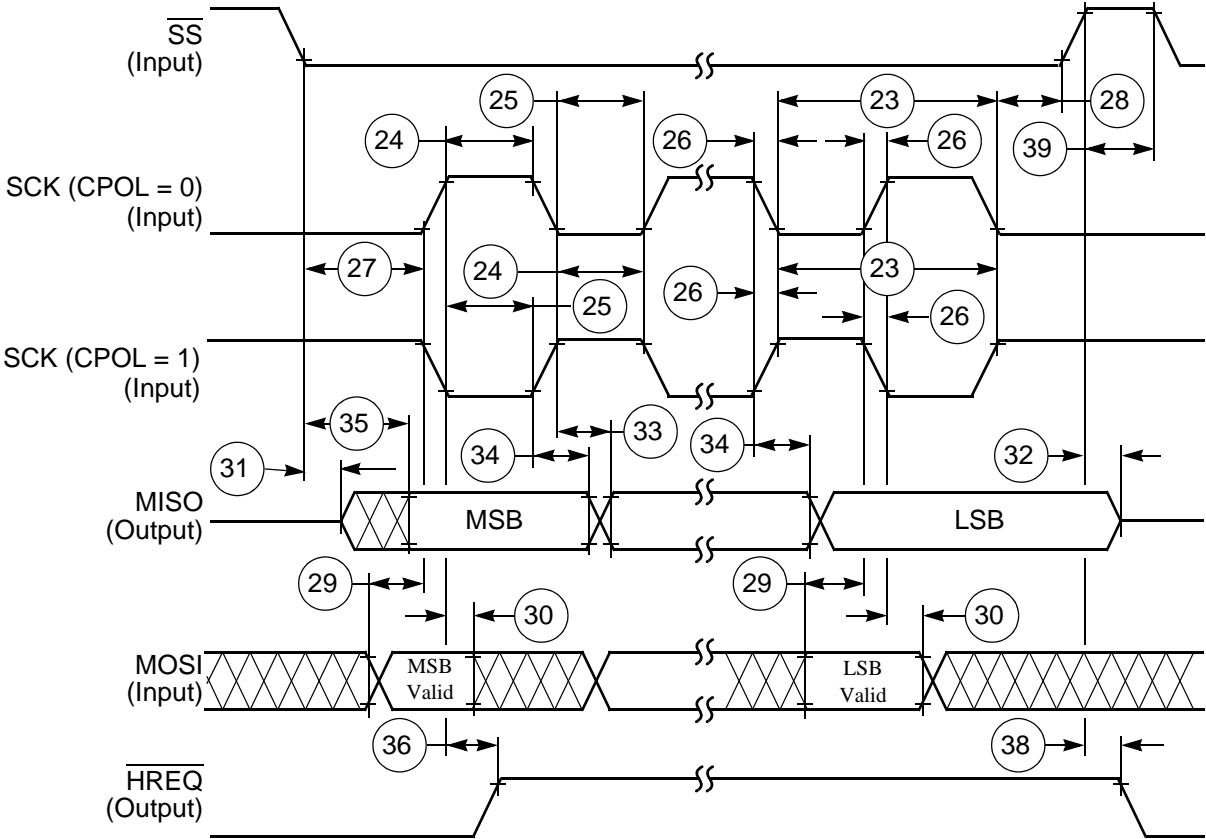 SS
(Input)
25
23
28
24
26
26
39
SCK (CPOL = 0)
(Input)
27
24
23
26
25
26
SCK (CPOL = 1)
(Input)
35
33
34
34
31
32
MISO
(Output)
MSB
LSB
29
29
30
30
MOSI
(Input)
MSB
Valid
LSB
Valid
36
38
HREQ
(Output)